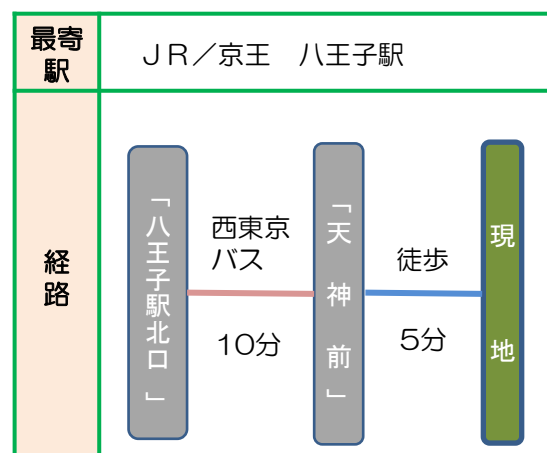 最寄
駅
ＪＲ／京王　八王子駅
経
路
「八王子駅北口」
西東京
バス
10分
「天神前」
徒歩
5分
現地